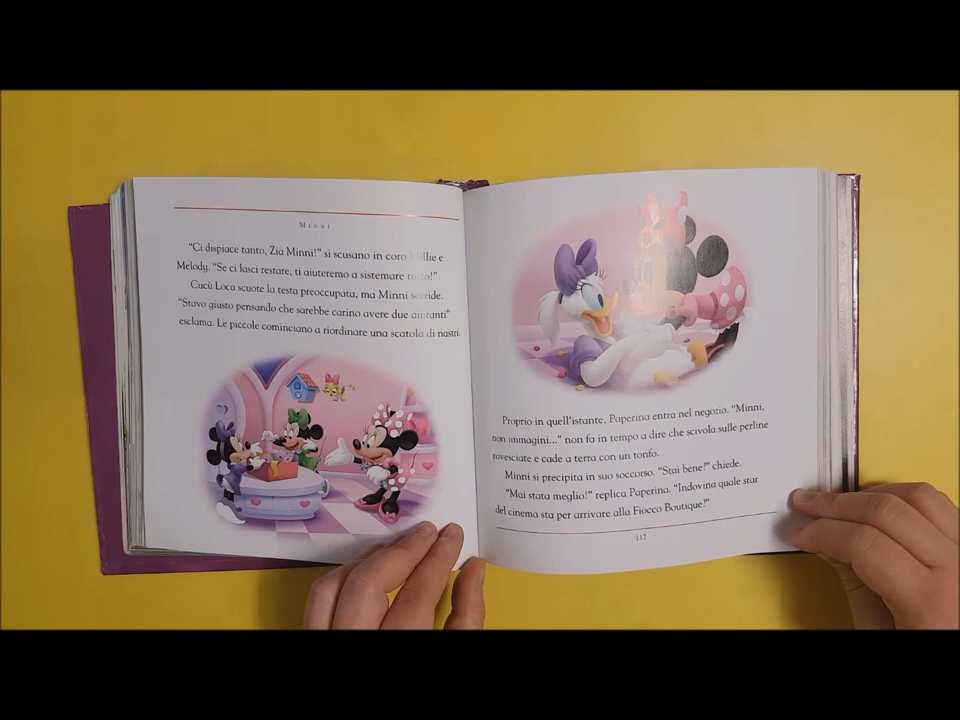 MINNI
“Ci dispiace tanto, Zia Minni!” si scusano in coro Millie e
Melody. “Se ci lasci restare, ti aiuteremo a sistemare tutto!”
Cucù Loca scuote la testa preoccupata, ma Minni sorride.
“Stavo giusto pensando che sarebbe carino avere due aiutanti”
esclama. Le piccole cominciano a riordinare una scatola di nastri.
Proprio in quell'istante, Paperina entra nel negozio. “Minni,
non immagini...” non fa in tempo a dire che scivola sulle perline
rovesciate e cade a terra con un tonfo.
Minni si precipita in suo soccorso. “Stai bene?” chiede.
“Mai stata meglio!” replica Paperina. “Indovina quale star
del cinema sta per arrivare alla Fiocco Boutique?”
117